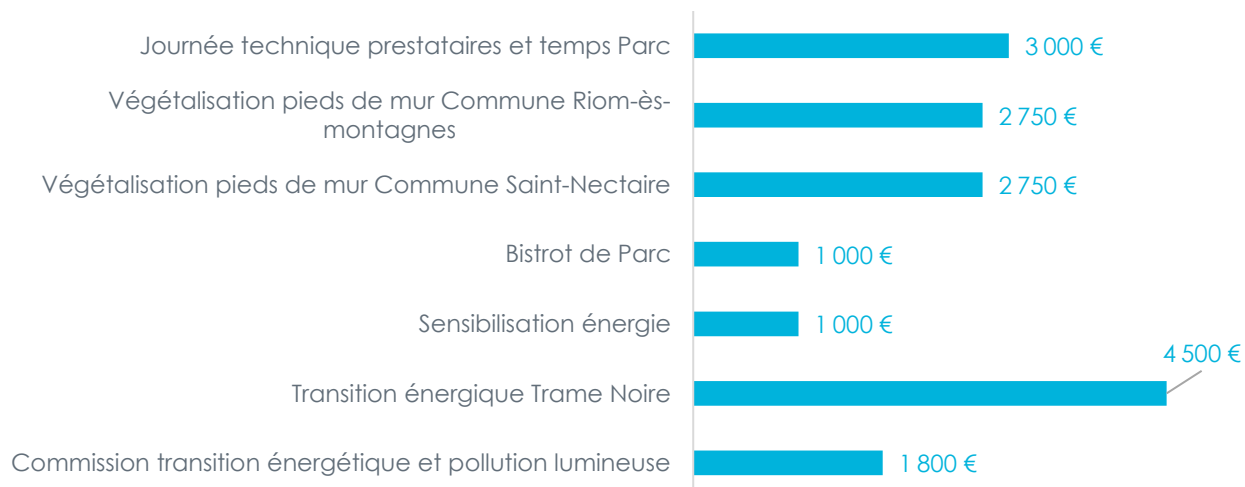 Journée technique prestataires et temps Parc
3 000 €
Végétalisation pieds de mur Commune Riom-ès-
montagnes
2 750 €
Végétalisation pieds de mur Commune Saint-Nectaire
2 750 €
Bistrot de Parc
1 000 €
Sensibilisation énergie
1 000 €
Transition énergique Trame Noire
4 500 €
Commission transition énergétique et pollution lumineuse
1 800 €